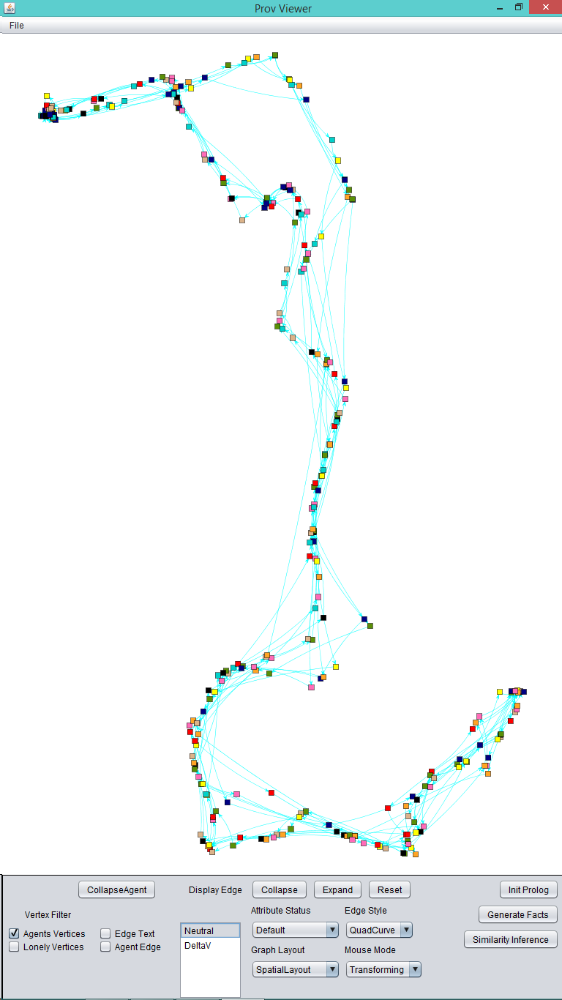 Prov Viewer
File
CollapseAgent
Display Edge
Collapse
Expand
Reset
Init Prolog
Vertex Filter
Attribute Status
Edge Style
Generate Facts
Agents Vertices
Edge Text
Neutral
Default
QuadCurve
Similarity Inference
Lonely Vertices
Agent Edge
DeltaV
Graph Layout
Mouse Mode
SpatialLayout
Transforming